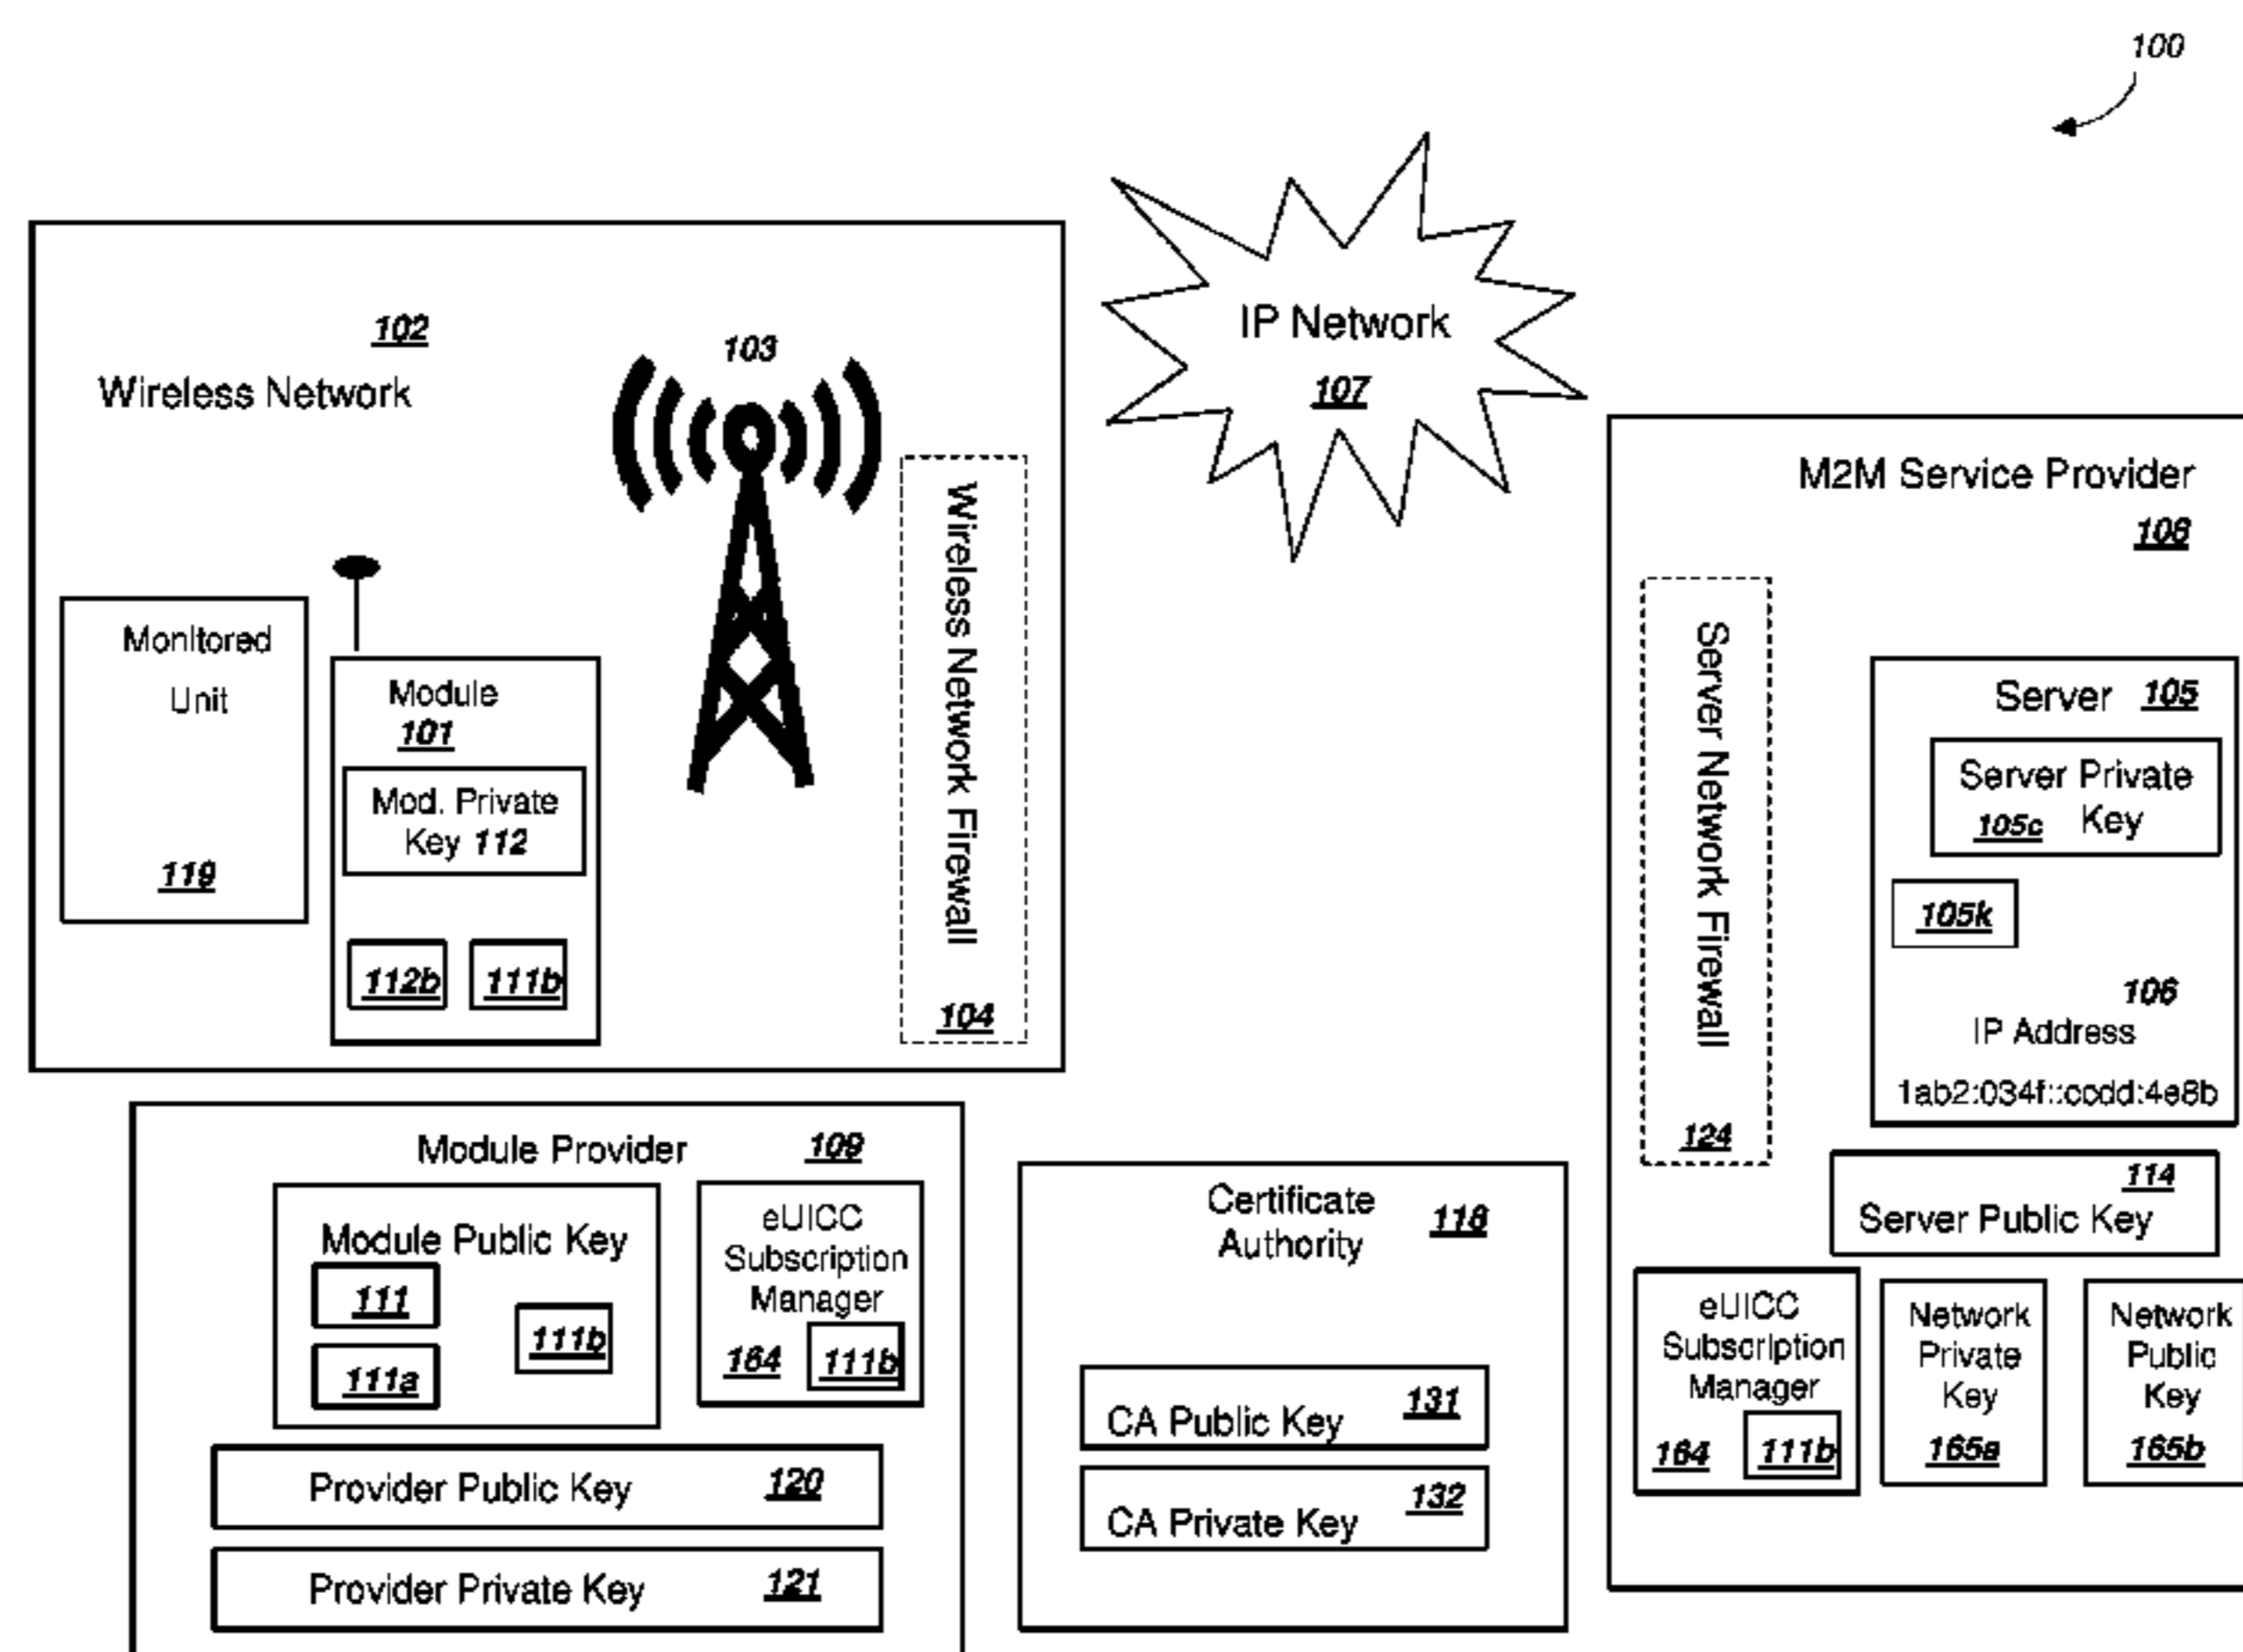 100
102
Wireless Network
103
Wireless Network Firewall
104
Monitored
Unit
119
Module
101
Mod. Private
Key 112
112b
111b
IP Network
107
M2M Service Provider
108
Server Network Firewall
124
Server 105
Server Private
105c Key
105k
106
IP Address
1ab2:034f::ccdd:4e8b
114
Server Public Key
eUICC
Subscription
Manager
164
111b
Network
Private
Key
165a
Network
Public
Key
165b
Module Provider 109
Module Public Key
111
111a
111b
eUICC
Subscription
Manager
164
111b
Provider Public Key 120
Provider Private Key 121
Certificate
Authority
118
CA Public Key 131
CA Private Key 132